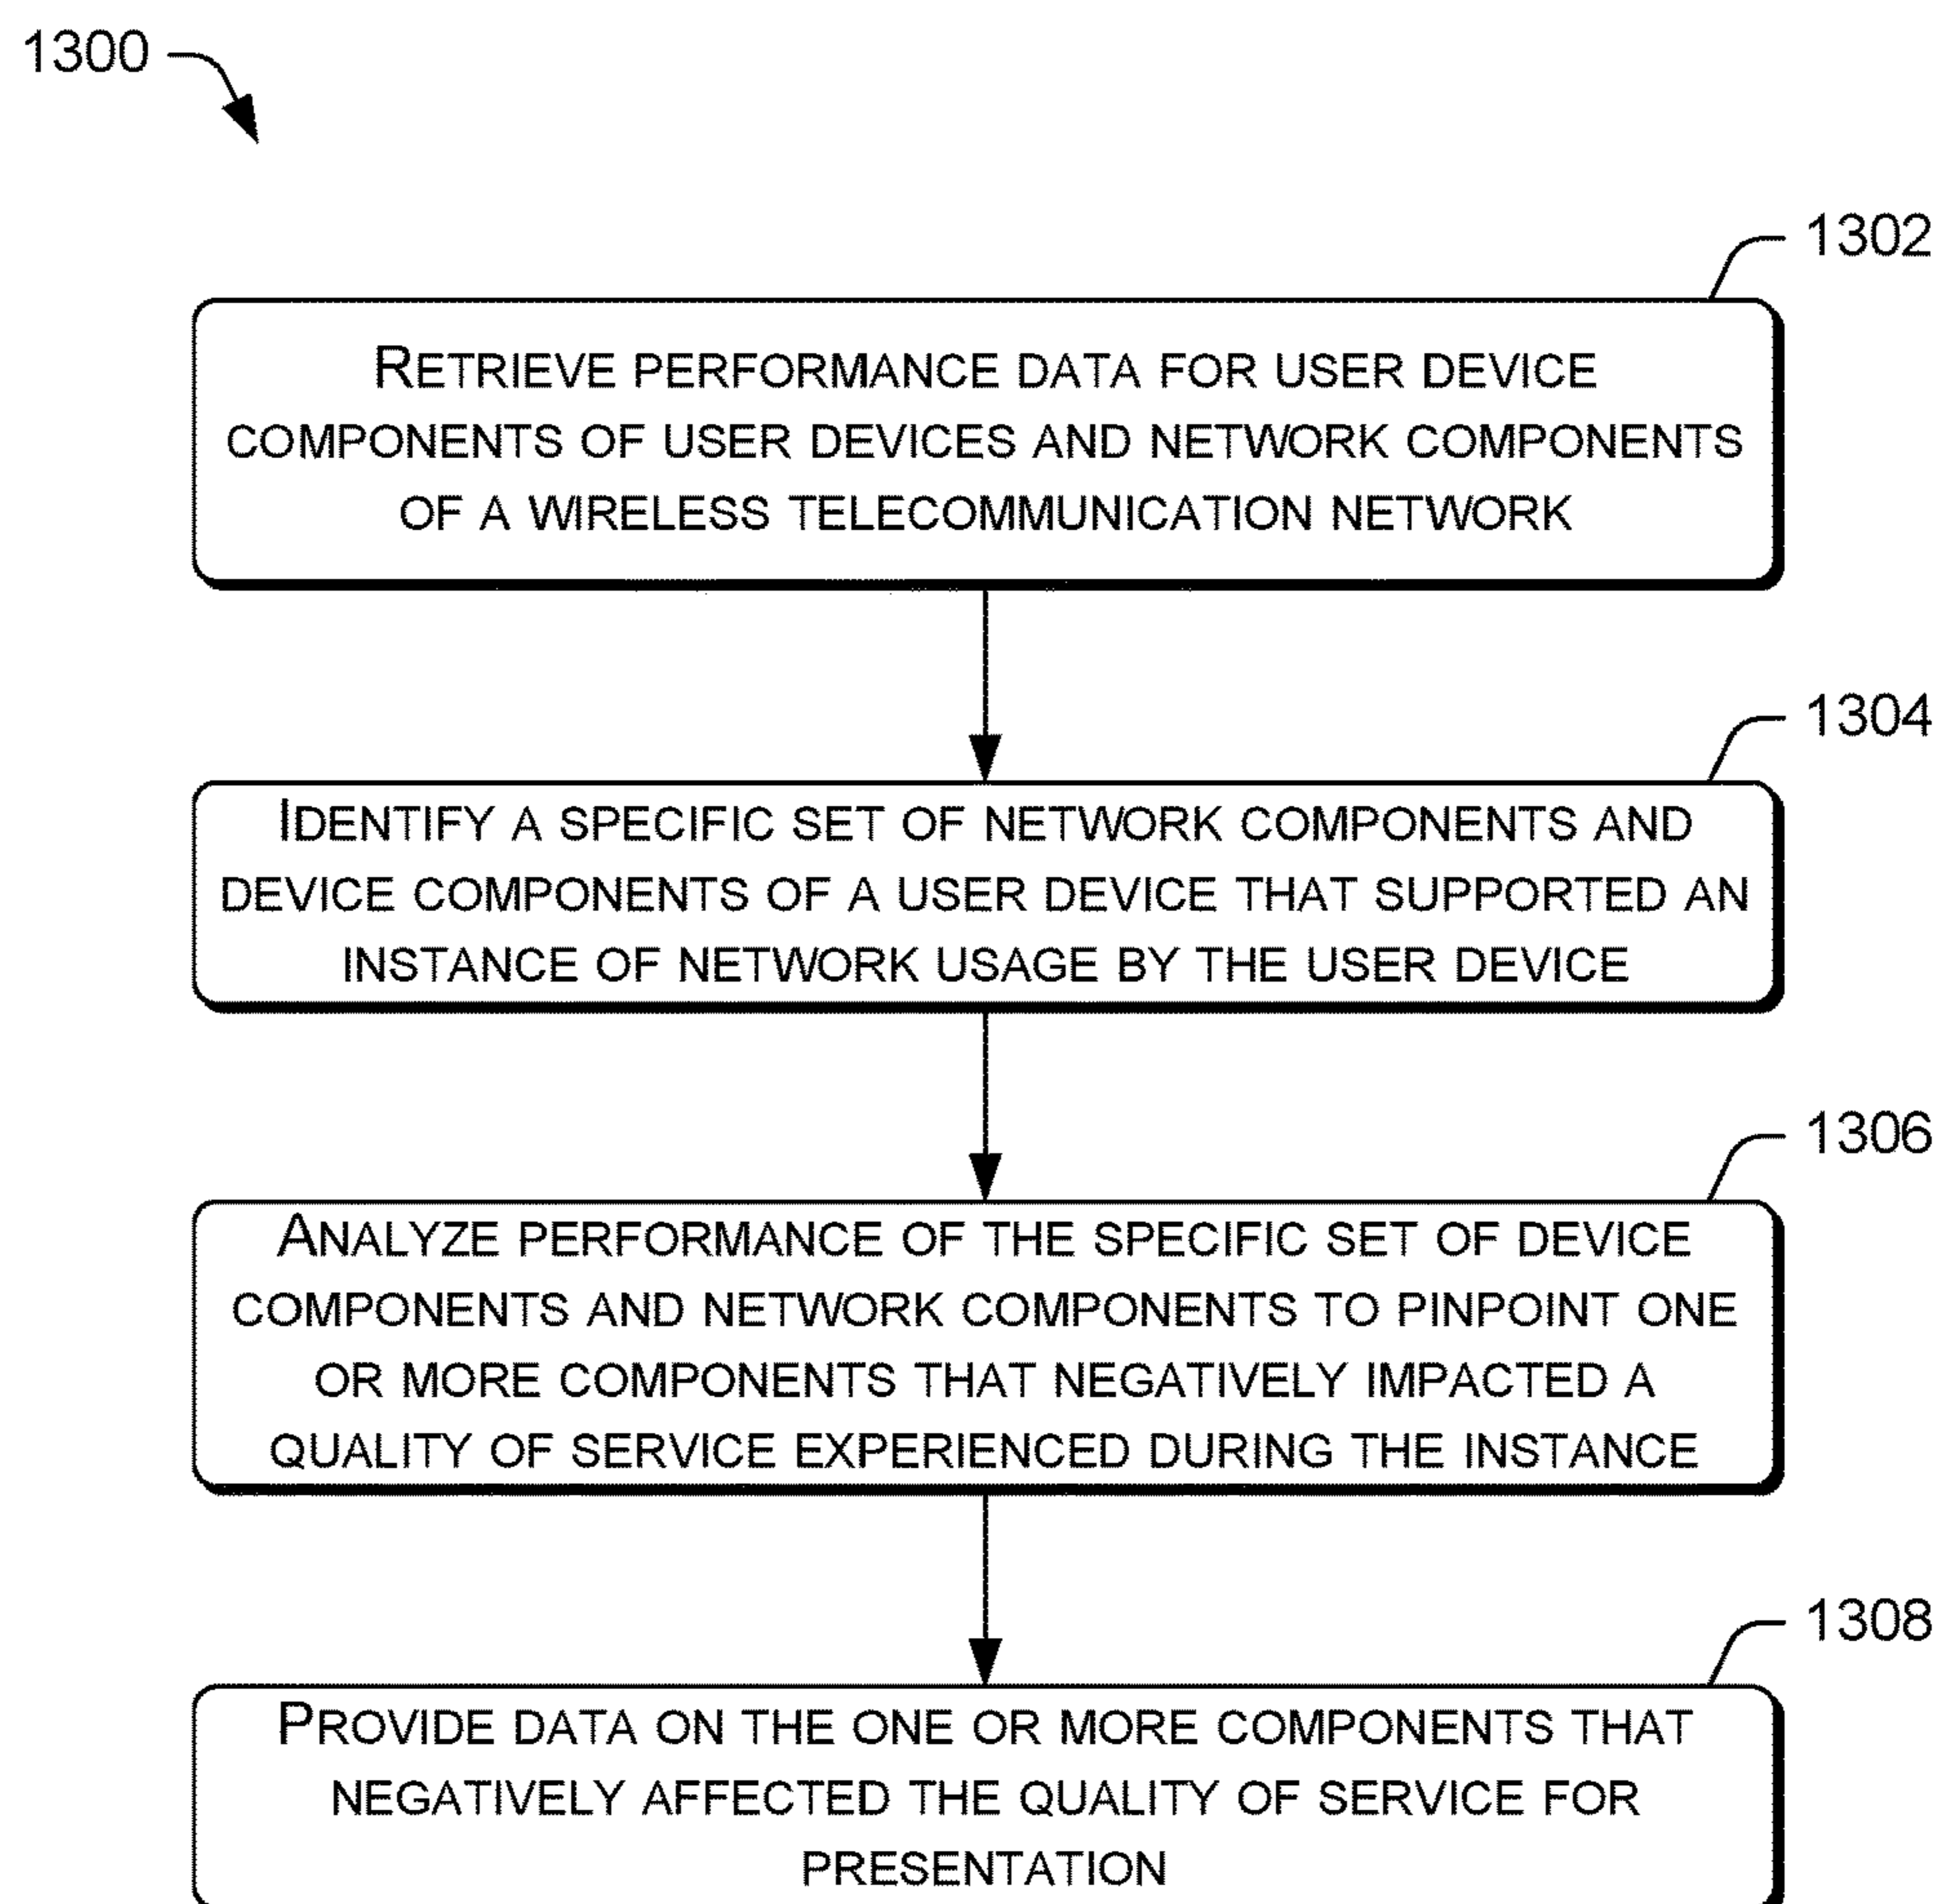 1300
1302
RETRIEVE PERFORMANCE DATA FOR USER DEVICE
COMPONENTS OF USER DEVICES AND NETWORK COMPONENTS
OF A WIRELESS TELECOMMUNICATION NETWORK
1304
IDENTIFY A SPECIFIC SET OF NETWORK COMPONENTS AND
DEVICE COMPONENTS OF A USER DEVICE THAT SUPPORTED AN
INSTANCE OF NETWORK USAGE BY THE USER DEVICE
1306
ANALYZE PERFORMANCE OF THE SPECIFIC SET OF DEVICE
COMPONENTS AND NETWORK COMPONENTS TO PINPOINT ONE
OR MORE COMPONENTS THAT NEGATIVELY IMPACTED A
QUALITY OF SERVICE EXPERIENCED DURING THE INSTANCE
1308
PROVIDE DATA ON THE ONE OR MORE COMPONENTS THAT
NEGATIVELY AFFECTED THE QUALITY OF SERVICE FOR
PRESENTATION